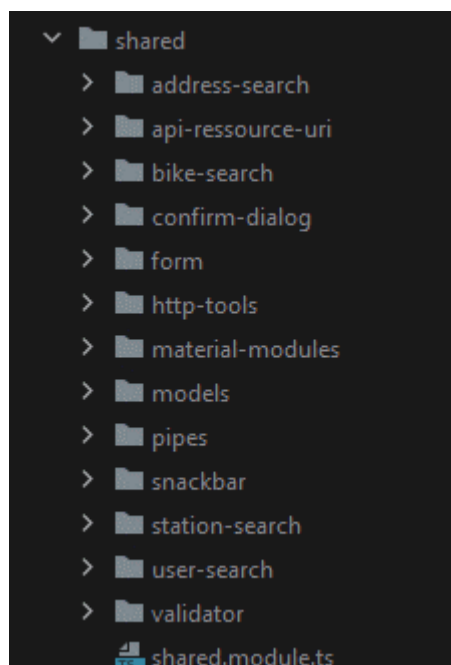 shared
address-search
api-ressource-uri
bike-search
confirm-dialog
form
http-tools
material-modules
models
pipes
snackbar
station-search
user-search
validator
shared.module.ts